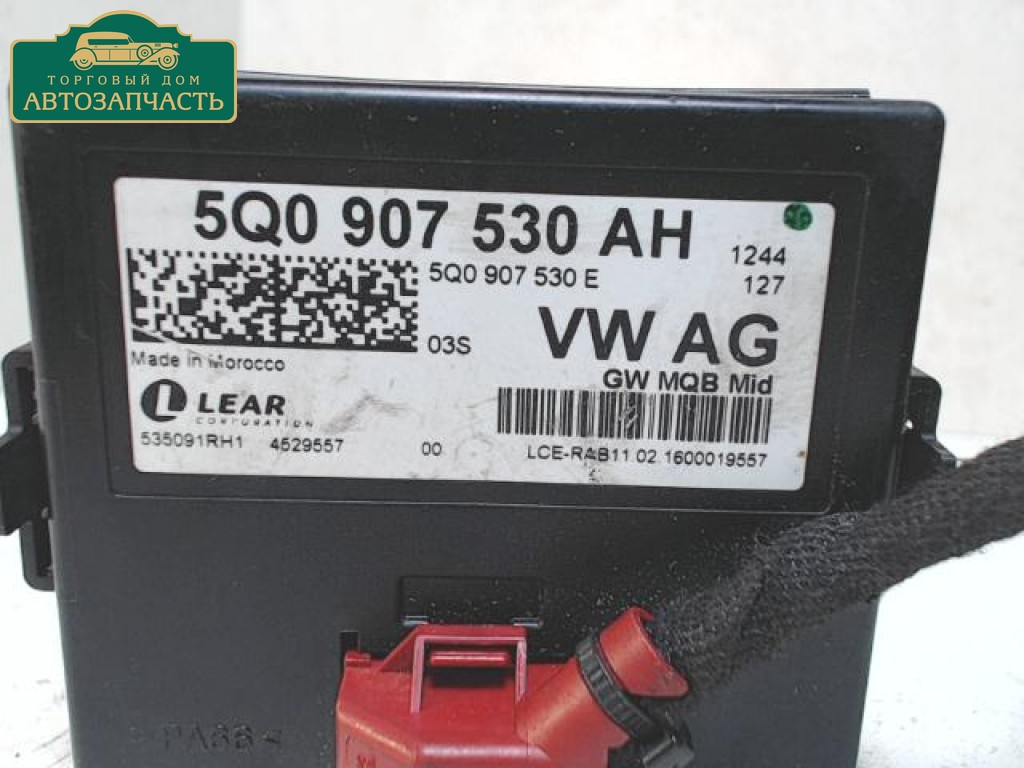 ТОРГОВЫЙ ДОМ
АВТОЗАПЧАСТЬ
5Q0 907 530 AH
1244
5Q0 907 530 E
127
03S
VW AG
Made in Morocco
GW MQB Mid
LEAR
CORPORATION
535091RH1 4529557 00
LCE-RAB11 02.1600019557
>PA66<